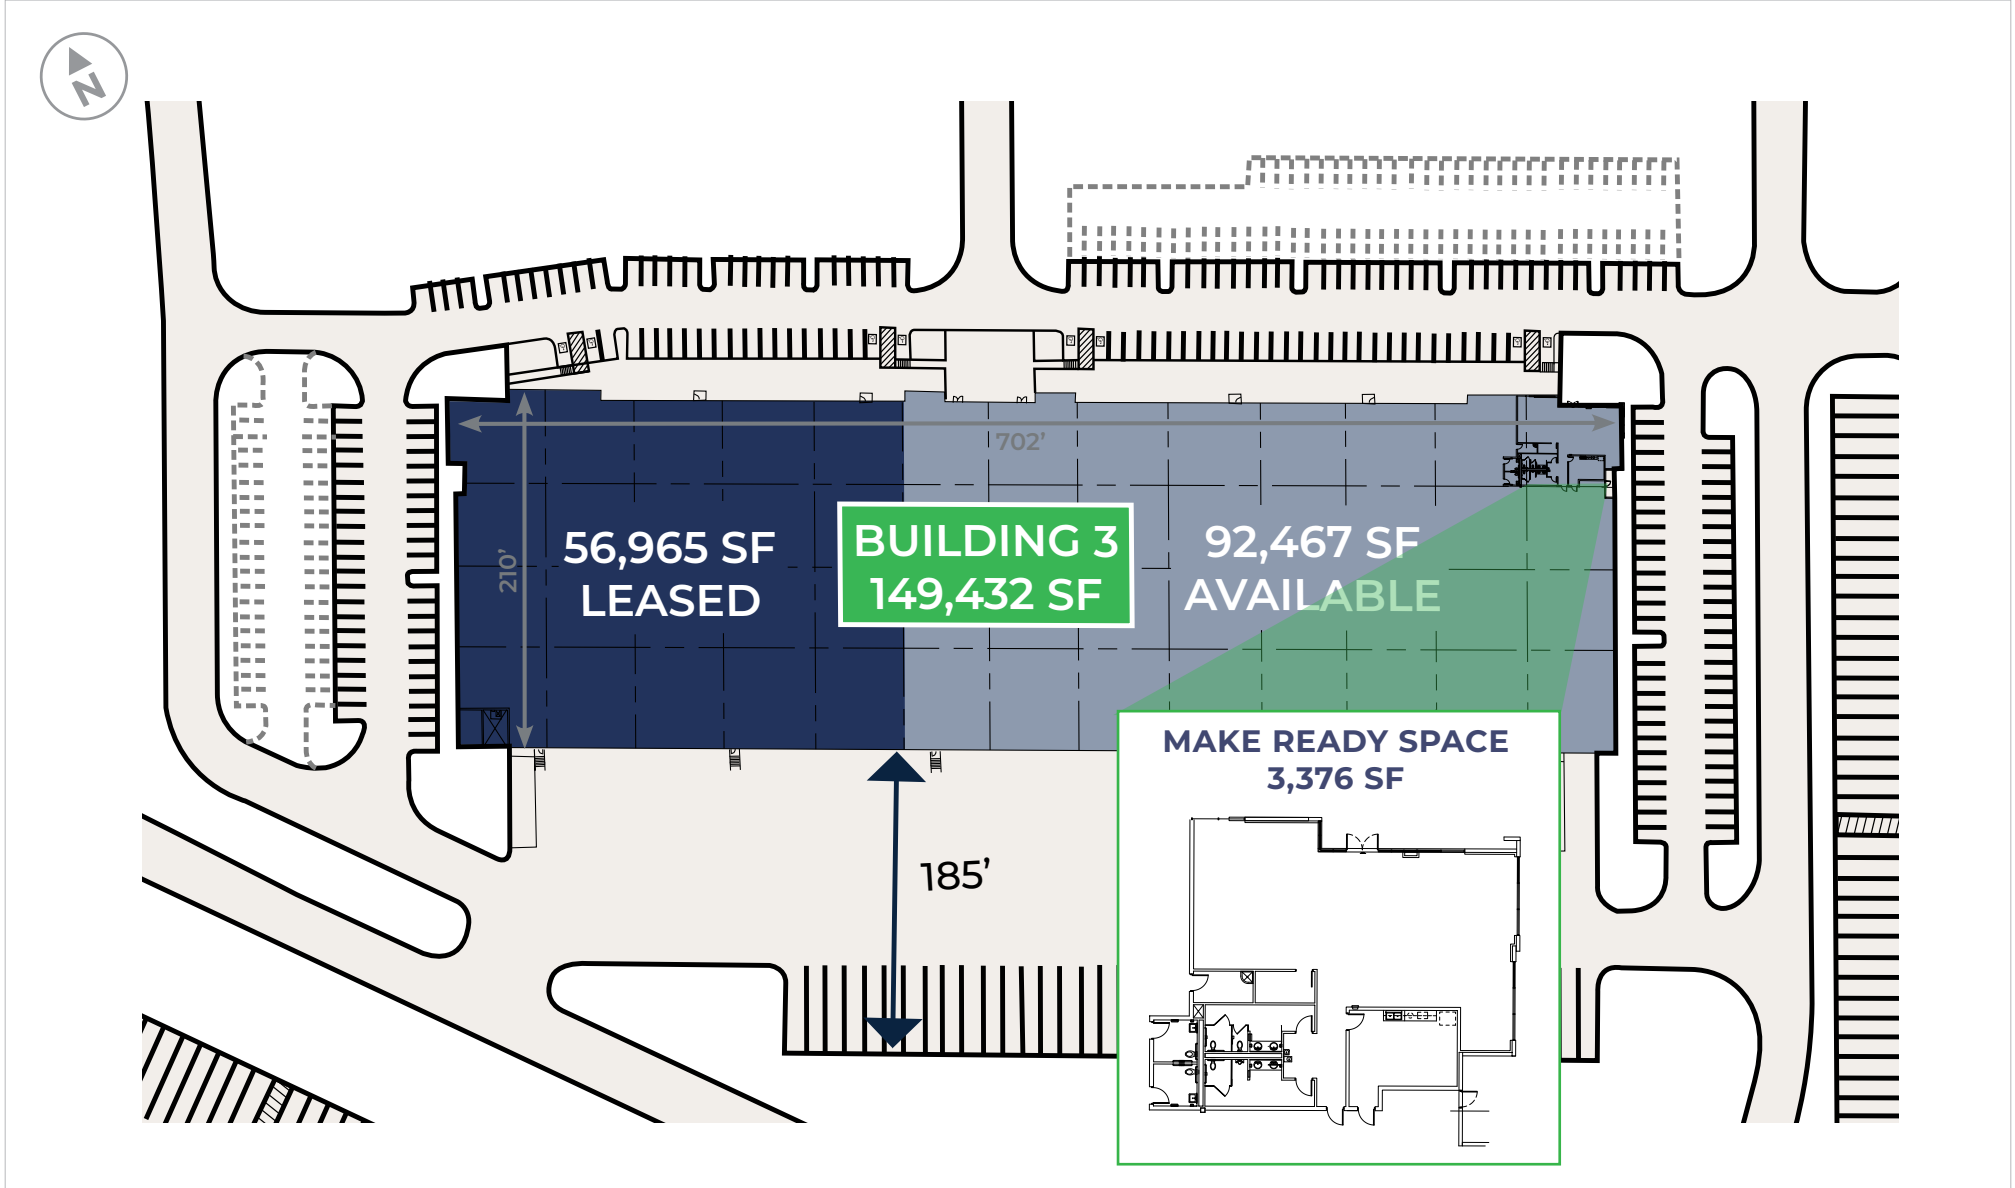 N
702’
210’
56,965 SF
LEASED
BUILDING 3
149,432 SF
92,467 SF
AVAILABLE
185’
MAKE READY SPACE
3,376 SF